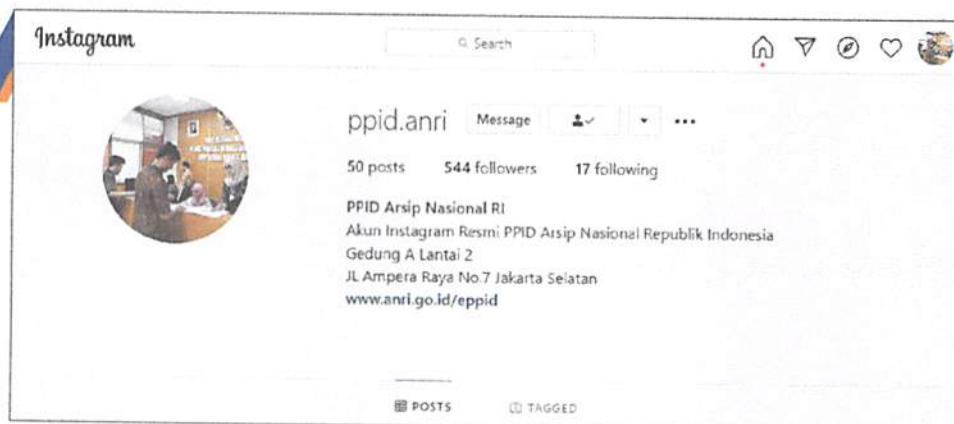 Instagram
Search
ppid.anri Message
50 posts 544 followers 17 following
PPID Arsip Nasional RI
Akun Instagram Resmi PPID Arsip Nasional Republik Indonesia
Gedung A Lantai 2
JL Ampera Raya No.7 Jakarta Selatan
www.anri.go.id/eppid
POSTS TAGGED